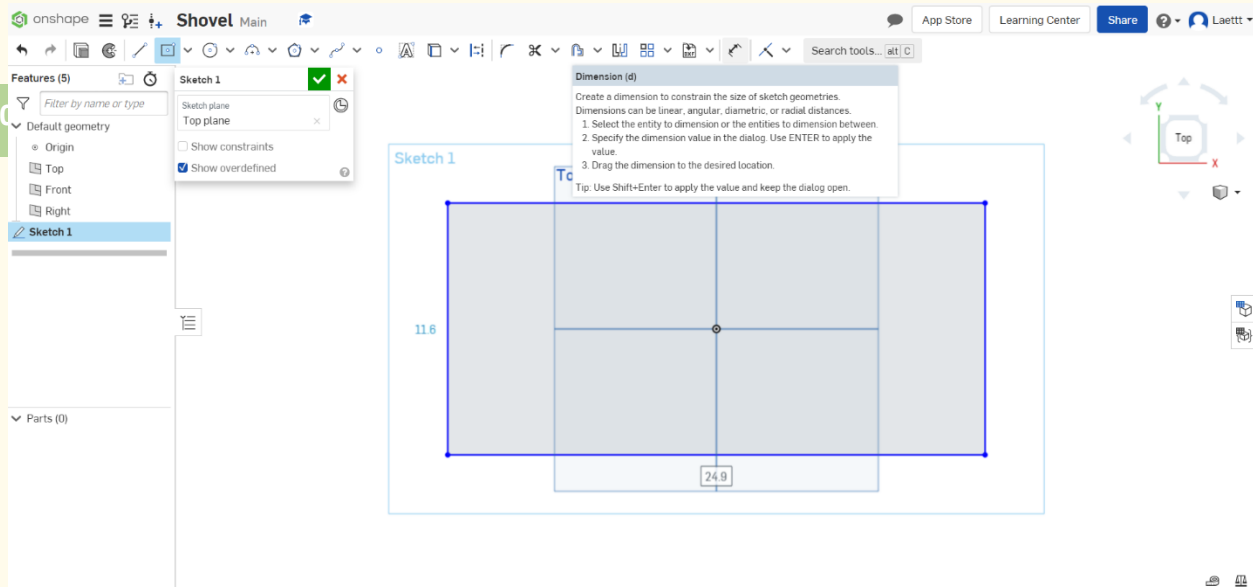 onshape Shovel Main App Store Learning Center Share Laettt
Search tools... alt C
Features (5)
Filter by name or type
Default geometry
Origin
Top
Front
Right
Sketch 1
Parts (0)
Sketch 1
Sketch plane
Top plane
Show constraints
Show overdefined
Dimension (d)
Create a dimension to constrain the size of sketch geometries.
Dimensions can be linear, angular, diametric, or radial distances.
1. Select the entity to dimension or the entities to dimension between.
2. Specify the dimension value in the dialog. Use ENTER to apply the
value.
3. Drag the dimension to the desired location.
Tip: Use Shift+Enter to apply the value and keep the dialog open.
Sketch 1
11.6
24.9
Y
Top
X